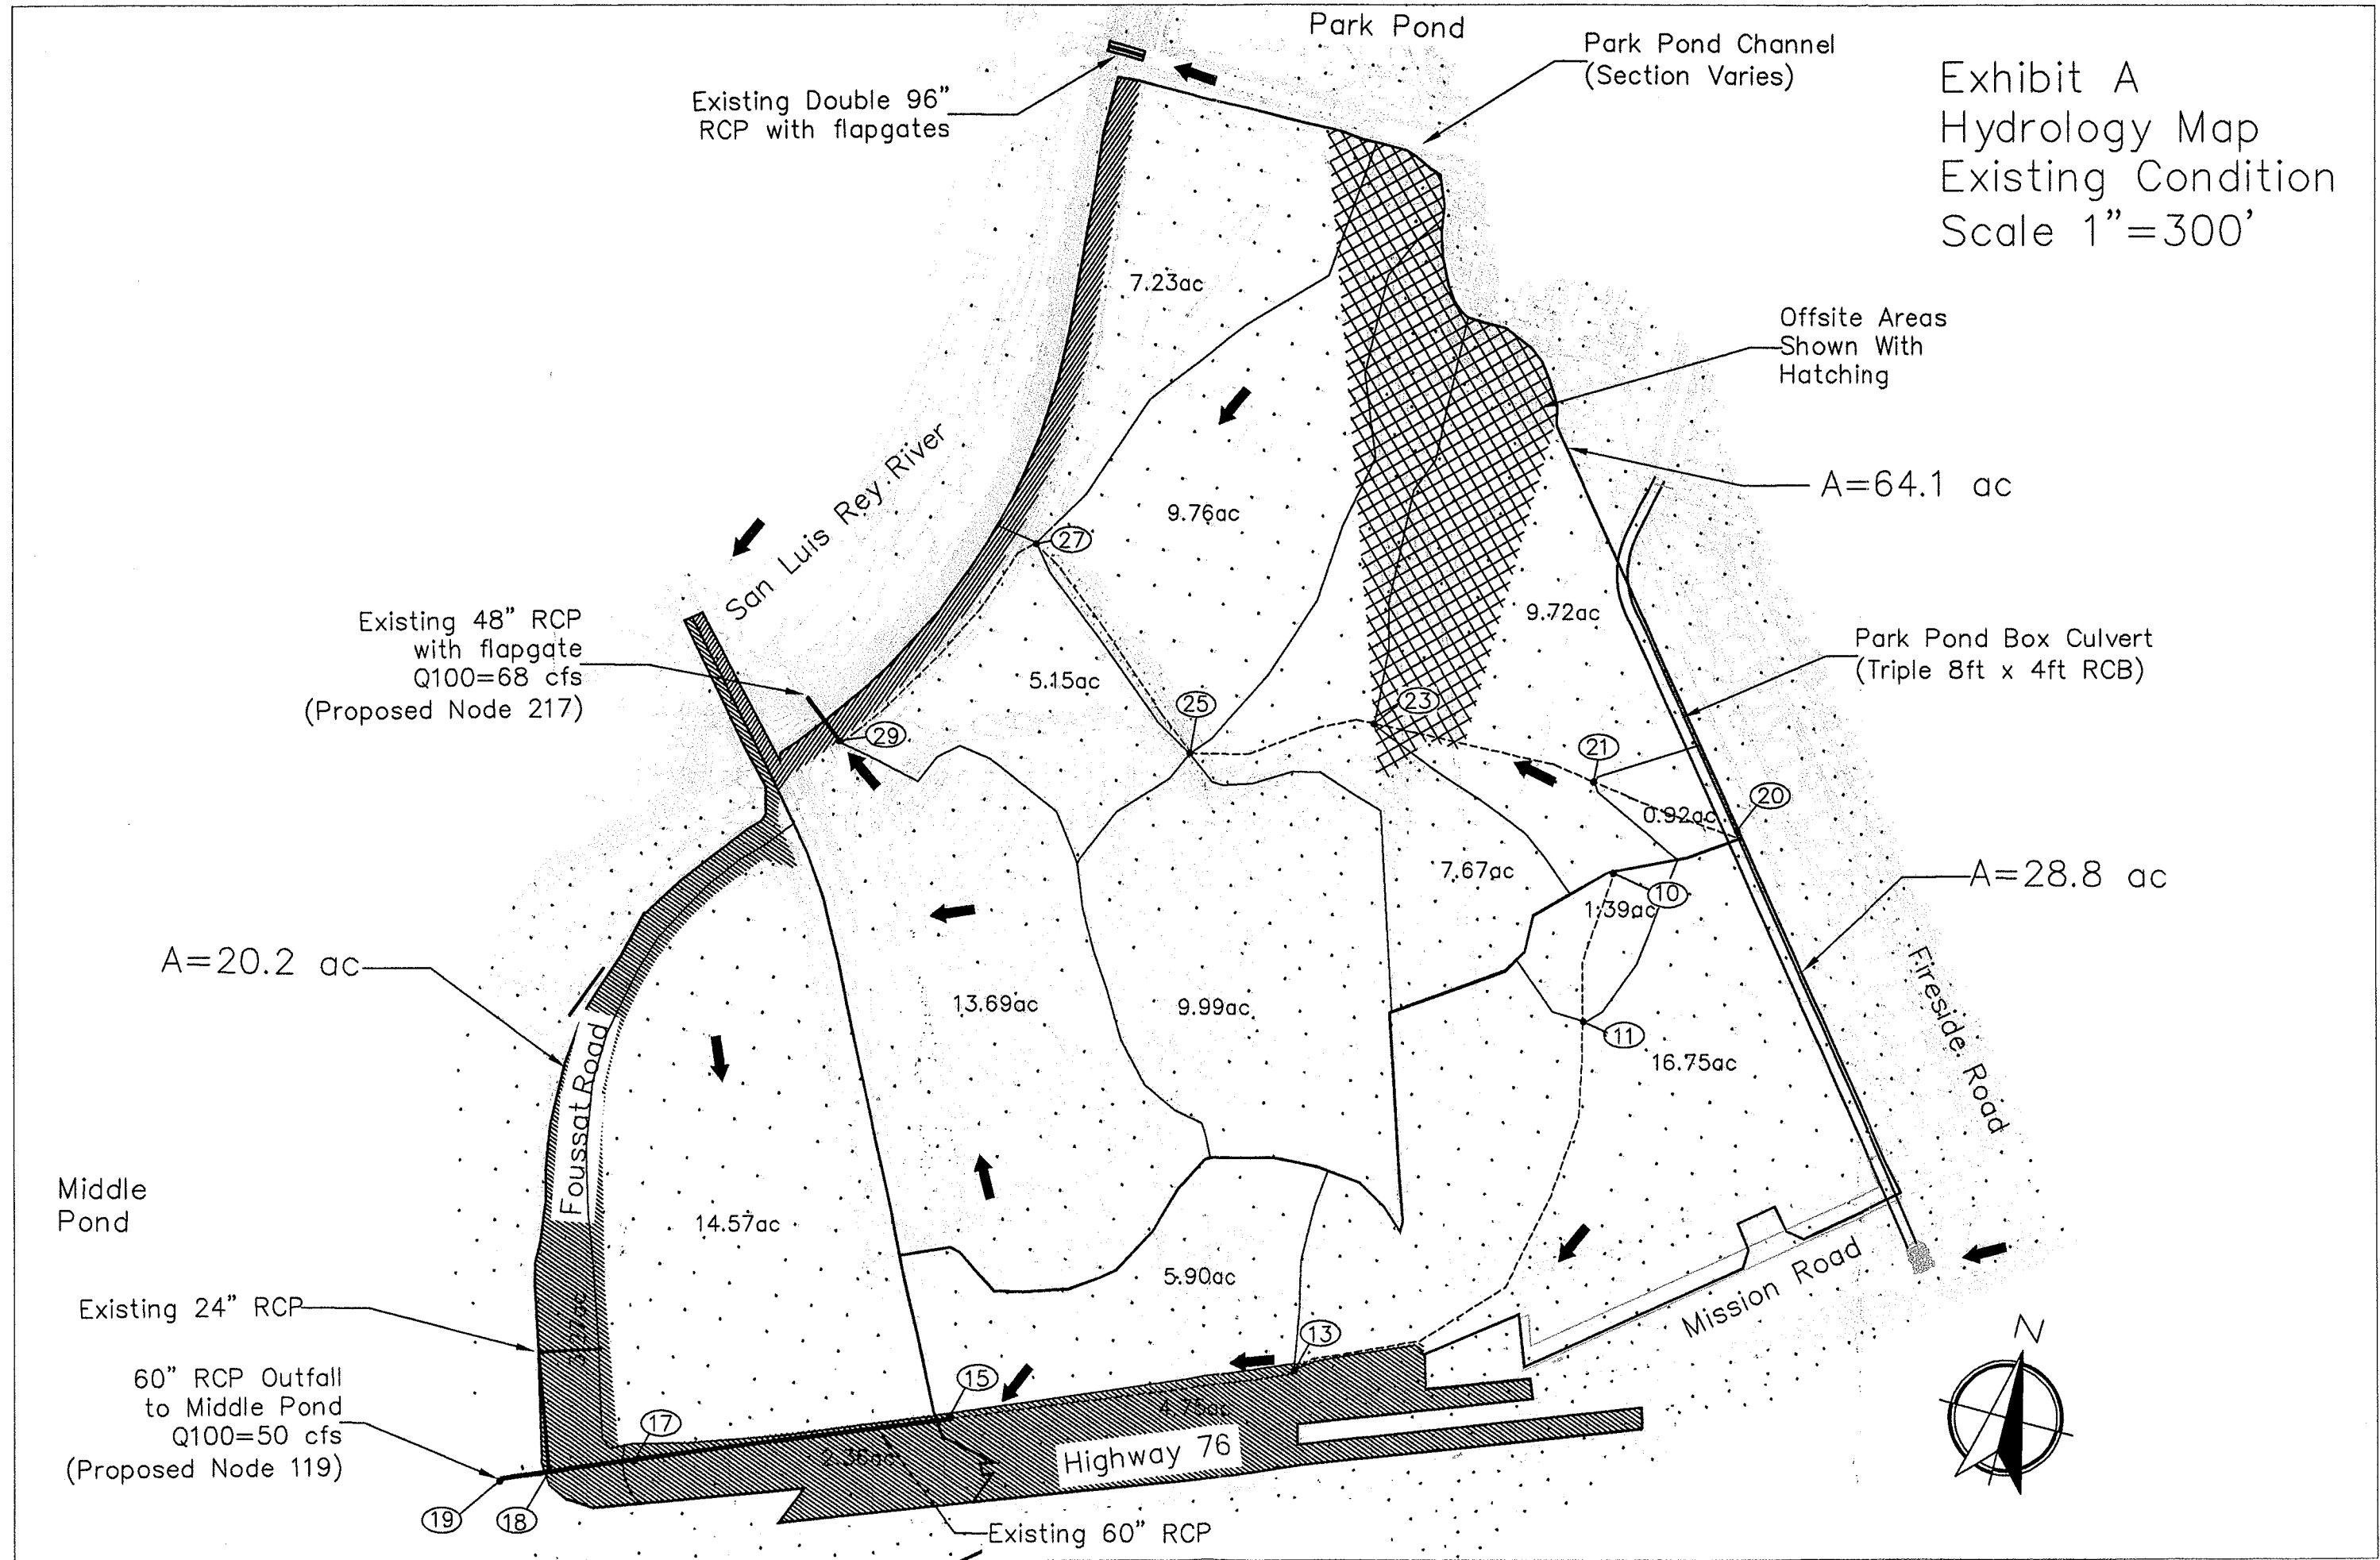 Park Pond
Park Pond Channel
(Section Varies)
Exhibit A
Hydrology Map
Existing Condition
Scale 1"=300'
Existing Double 96"
RCP with flapgates
7.23ac
Offsite Areas
Shown With
Hatching
A=64.1 ac
San Luis Rey River
9.76ac
27
9.72ac
Existing 48" RCP
with flapgate
Q100=68 cfs
(Proposed Node 217)
Park Pond Box Culvert
(Triple 8ft x 4ft RCB)
5.15ac
25
23
29
21
20
0.92ac
7.67ac
10
1.39ac
A=28.8 ac
A=20.2 ac
13.69ac
9.99ac
11
16.75ac
Fireside Road
Foussat Road
Middle
Pond
14.57ac
5.90ac
Mission Road
Existing 24" RCP
13
N
60" RCP Outfall
to Middle Pond
Q100=50 cfs
(Proposed Node 119)
15
4.75ac
17
2.36ac
Highway 76
19
18
Existing 60" RCP